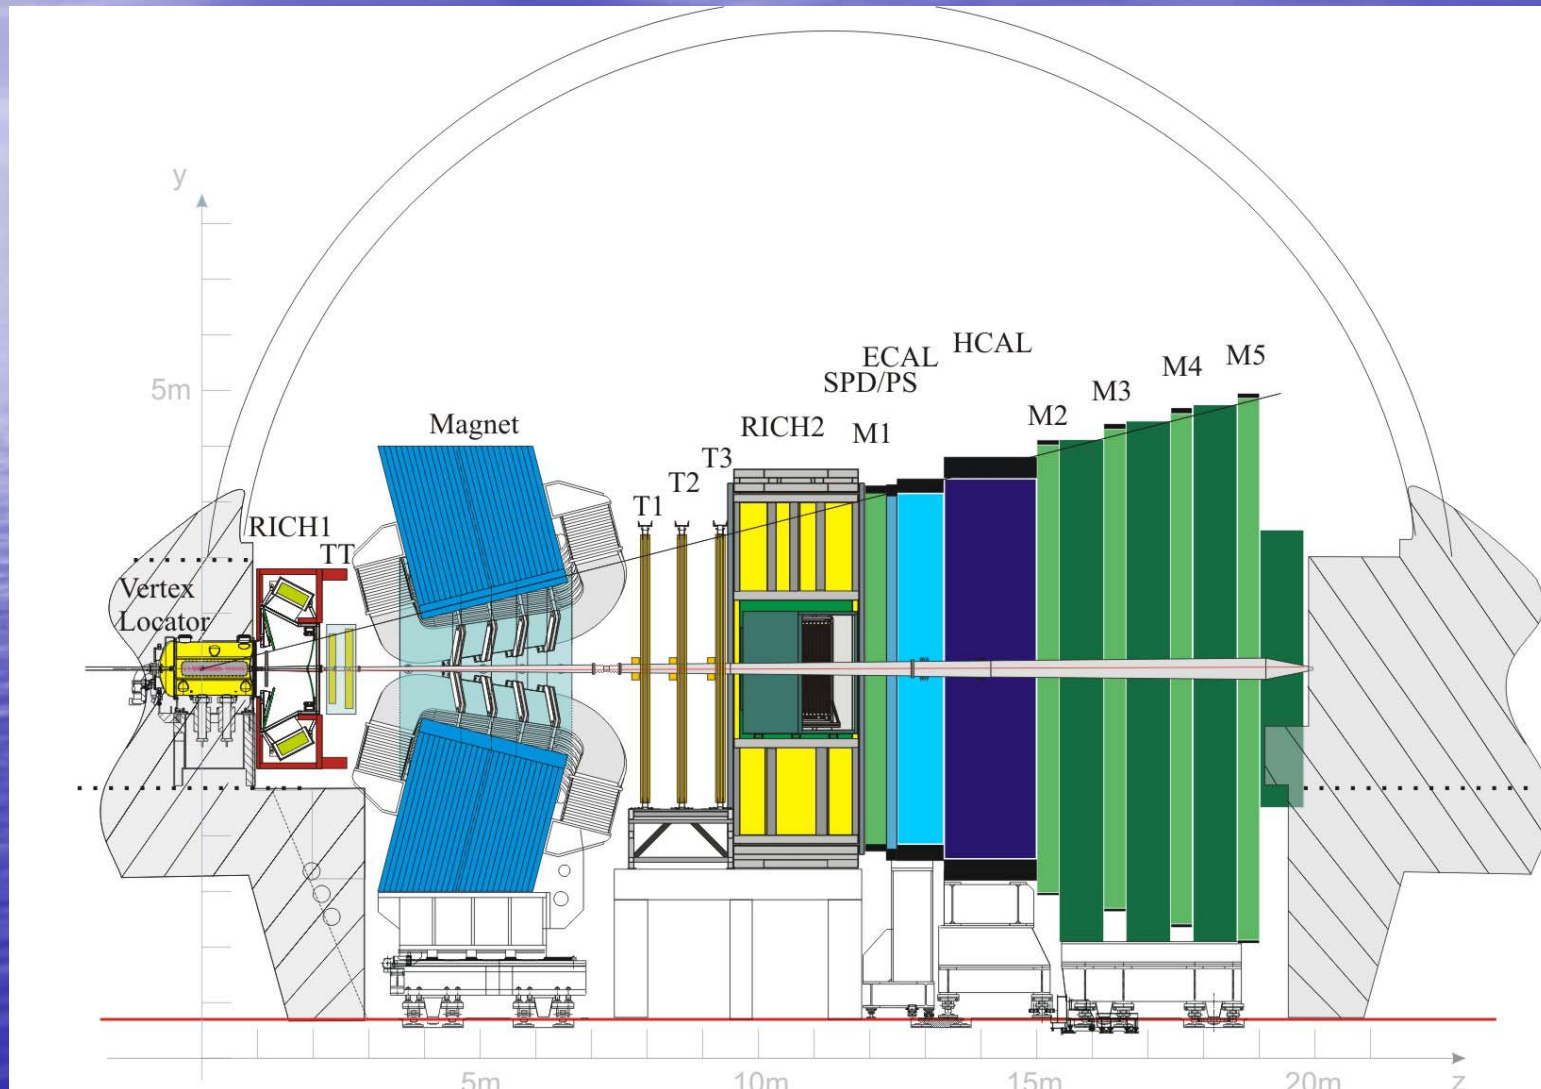 y
5m
HCAL
ECAL
SPD/PS
M5
M4
M3
M2
Magnet
RICH2
M1
T3
T2
T1
RICH1
TT
Vertex
Locator
5m
10m
15m
20m
z